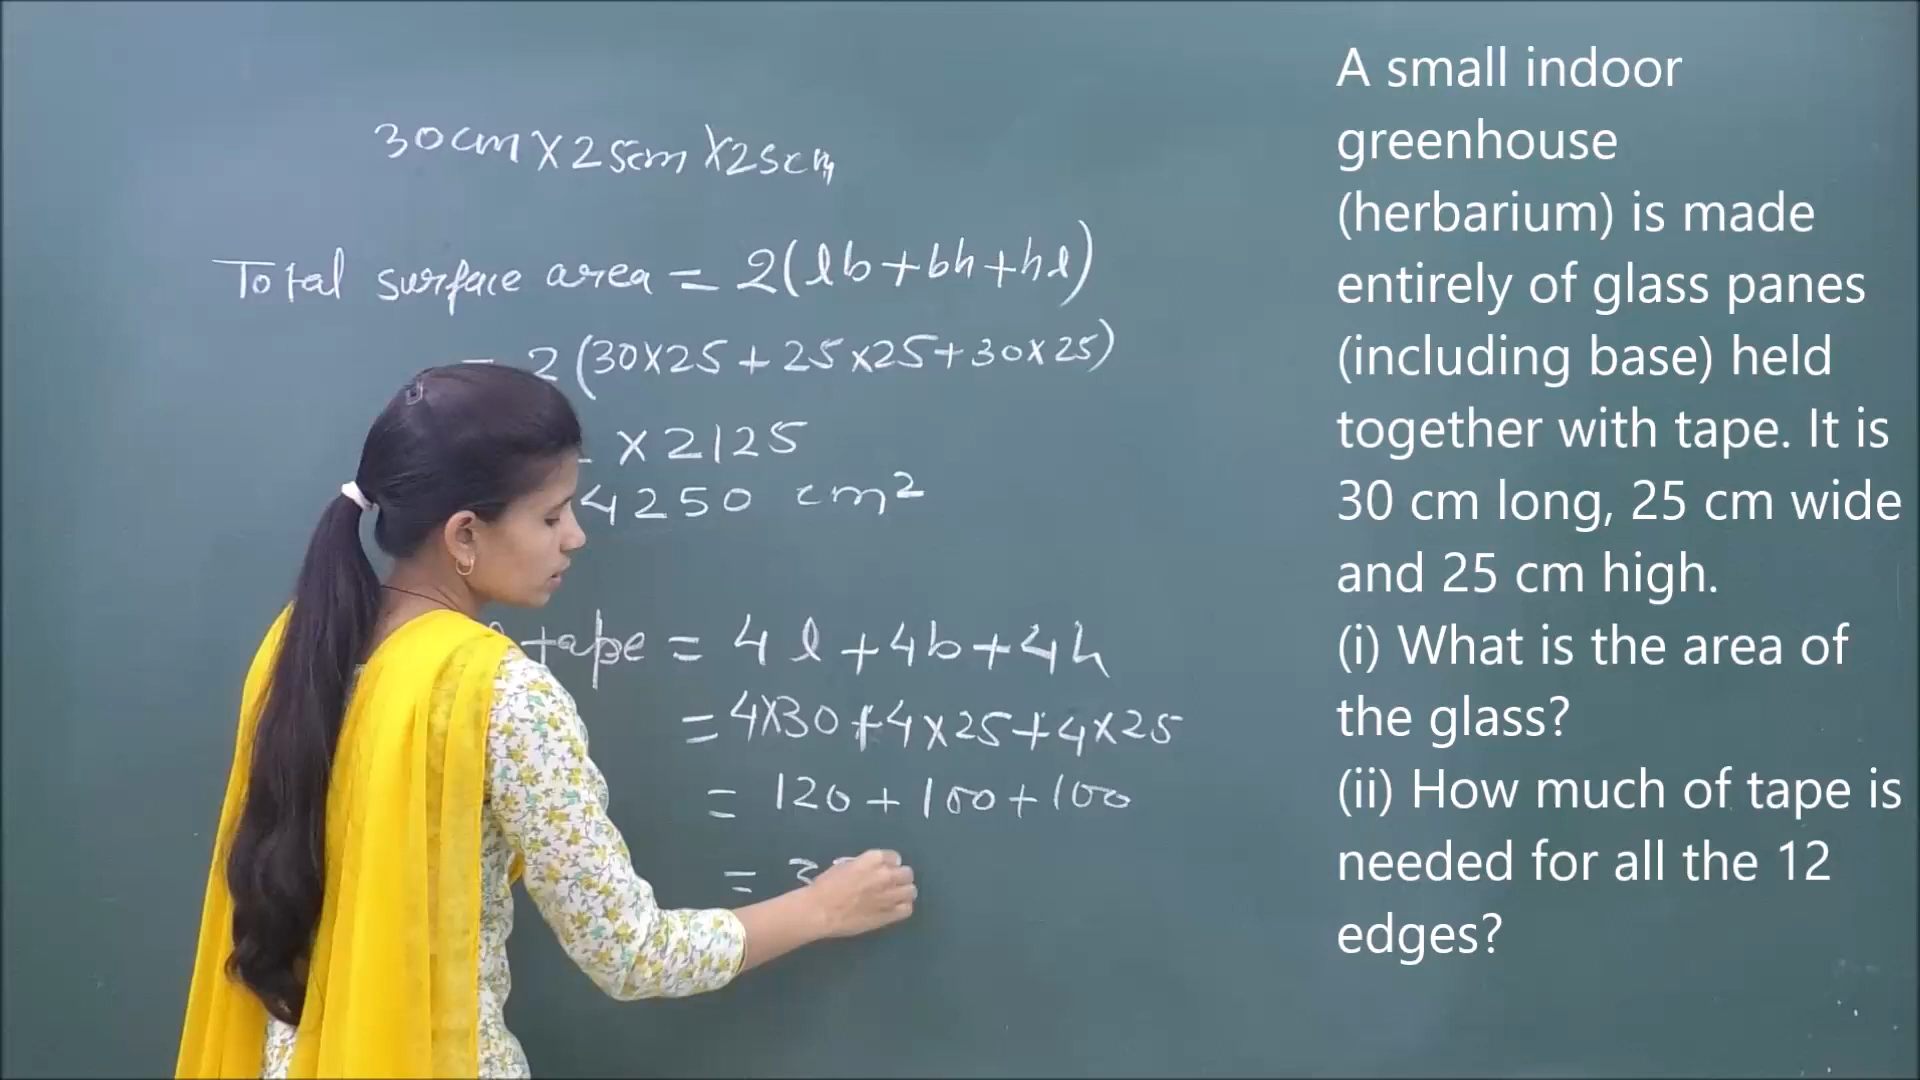 30cm X 25cm X 25cm
Total surface area = 2(lb+bh+hl)
= 2(30x25 + 25x25 + 30x25)
X 2125
4250 cm²
tape = 4l + 4b + 4h
= 4X30 + 4x25 + 4x25
= 120 + 100 + 100
= 3
A small indoor
greenhouse
(herbarium) is made
entirely of glass panes
(including base) held
together with tape. It is
30 cm long, 25 cm wide
and 25 cm high.
(i) What is the area of
the glass?
(ii) How much of tape is
needed for all the 12
edges?